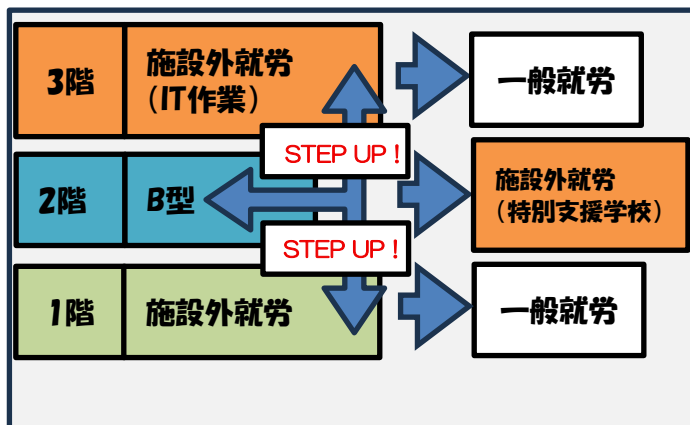 3階
施設外就労
(IT作業)
一般就労
STEP UP!
2階
B型
施設外就労
(特別支援学校)
STEP UP!
1階
施設外就労
一般就労